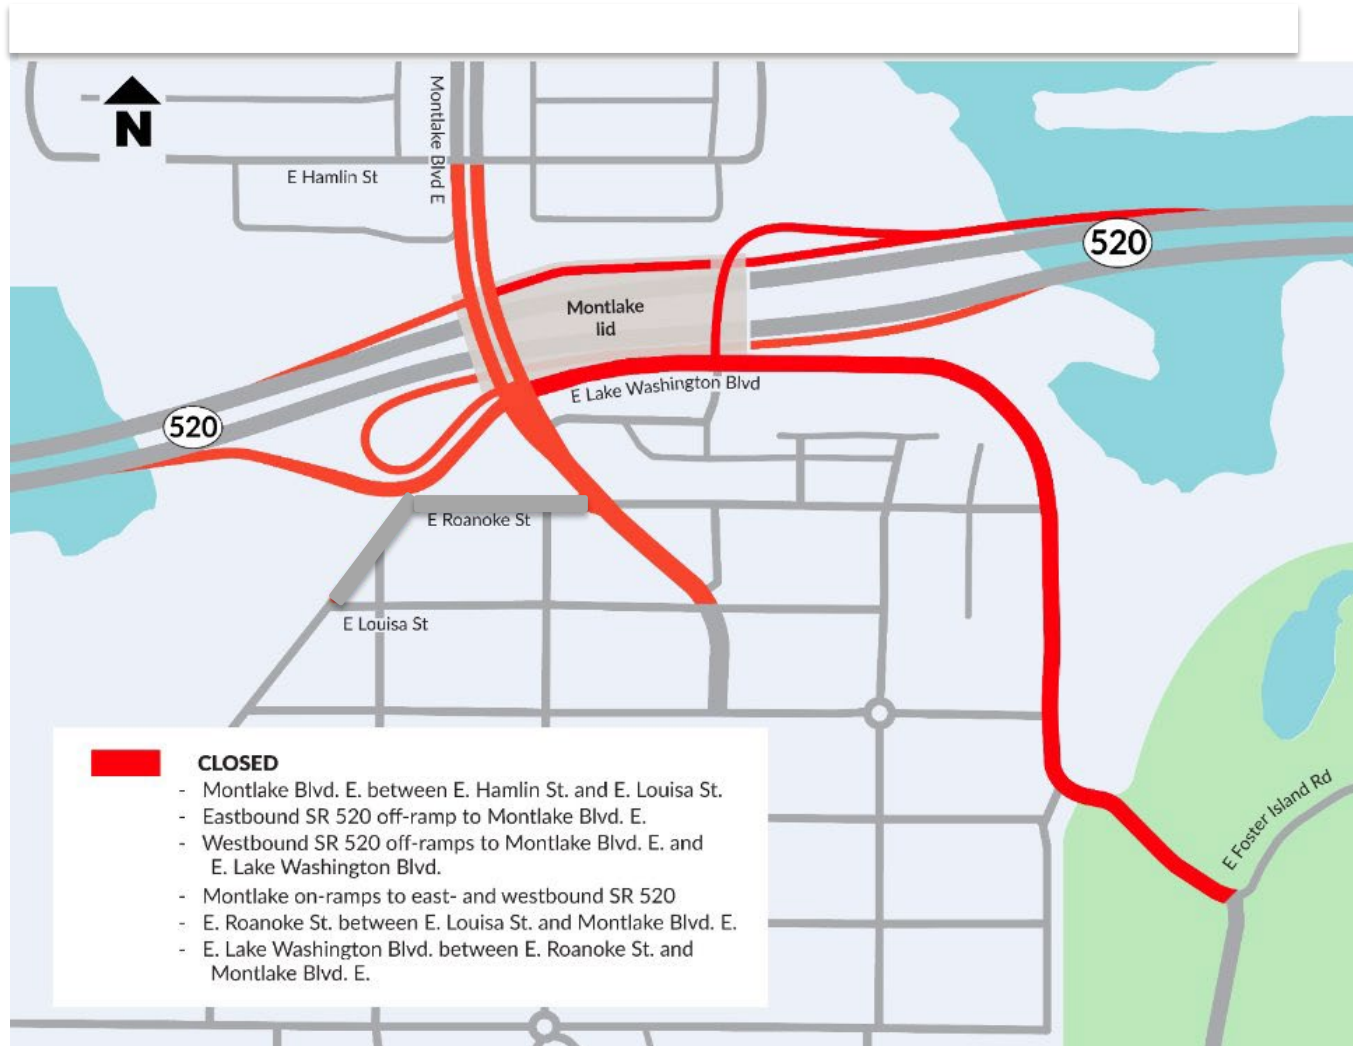 N
Montlake Blvd E
E Hamlin St
520
Montlake
lid
E Lake Washington Blvd
520
E Roanoke St
E Louisa St
E Foster Island Rd
CLOSED
- Montlake Blvd. E. between E. Hamlin St. and E. Louisa St.
- Eastbound SR 520 off-ramp to Montlake Blvd. E.
- Westbound SR 520 off-ramps to Montlake Blvd. E. and
E. Lake Washington Blvd.
- Montlake on-ramps to east- and westbound SR 520
- E. Roanoke St. between E. Louisa St. and Montlake Blvd. E.
- E. Lake Washington Blvd. between E. Roanoke St. and
Montlake Blvd. E.